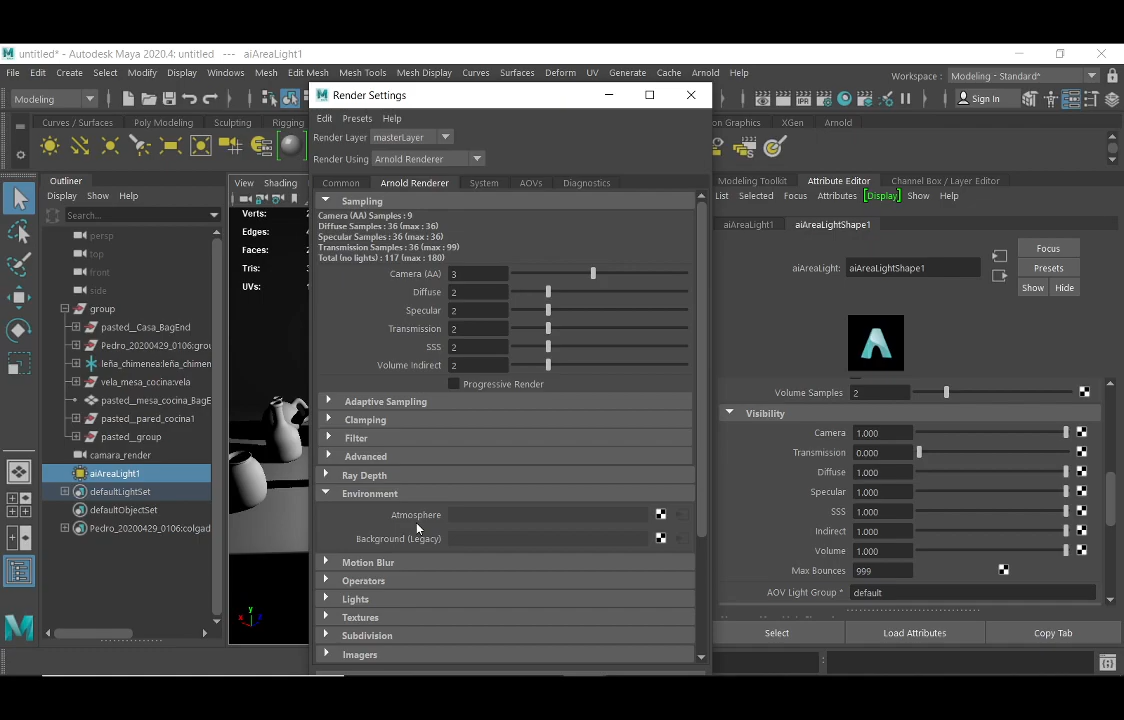 untitled* - Autodesk Maya 2020.4: untitled --- aiAreaLight1
File Edit Create Select Modify Display Windows Mesh Edit Mesh Mesh Tools Mesh Display Curves Surfaces Deform UV Generate Cache Arnold Help
Workspace : Modeling - Standard*
Modeling
Sign In
Render Settings
Edit Presets Help
Render Layer masterLayer
Render Using Arnold Renderer
Common Arnold Renderer System AOVs Diagnostics
Sampling
Camera (AA) Samples : 9
Diffuse Samples : 36 (max : 36)
Specular Samples : 36 (max : 36)
Transmission Samples : 36 (max : 99)
Total (no lights) : 117 (max : 180)
Camera (AA) 3
Diffuse 2
Specular 2
Transmission 2
SSS 2
Volume Indirect 2
Progressive Render
Adaptive Sampling
Clamping
Filter
Advanced
Ray Depth
Environment
Atmosphere
Background (Legacy)
Motion Blur
Operators
Lights
Textures
Subdivision
Imagers
Curves / Surfaces Poly Modeling Sculpting Rigging
on Graphics XGen Arnold
IPR
Outliner
Display Show Help
Search...
persp
top
front
side
group
pasted__Casa_BagEnd
Pedro_20200429_0106:grou
leña_chimenea:leña_chimen
vela_mesa_cocina:vela
pasted__mesa_cocina_BagE
pasted__pared_cocina1
pasted__group
camara_render
aiAreaLight1
defaultLightSet
defaultObjectSet
Pedro_20200429_0106:colgad
View Shading
Verts:
Edges:
Faces:
Tris:
UVs:
y
x
z
Modeling Toolkit Attribute Editor Channel Box / Layer Editor
List Selected Focus Attributes Display Show Help
aiAreaLight1 aiAreaLightShape1
aiAreaLight: aiAreaLightShape1
Focus
Presets
Show Hide
Volume Samples 2
Visibility
Camera 1.000
Transmission 0.000
Diffuse 1.000
Specular 1.000
SSS 1.000
Indirect 1.000
Volume 1.000
Max Bounces 999
AOV Light Group * default
Select Load Attributes Copy Tab